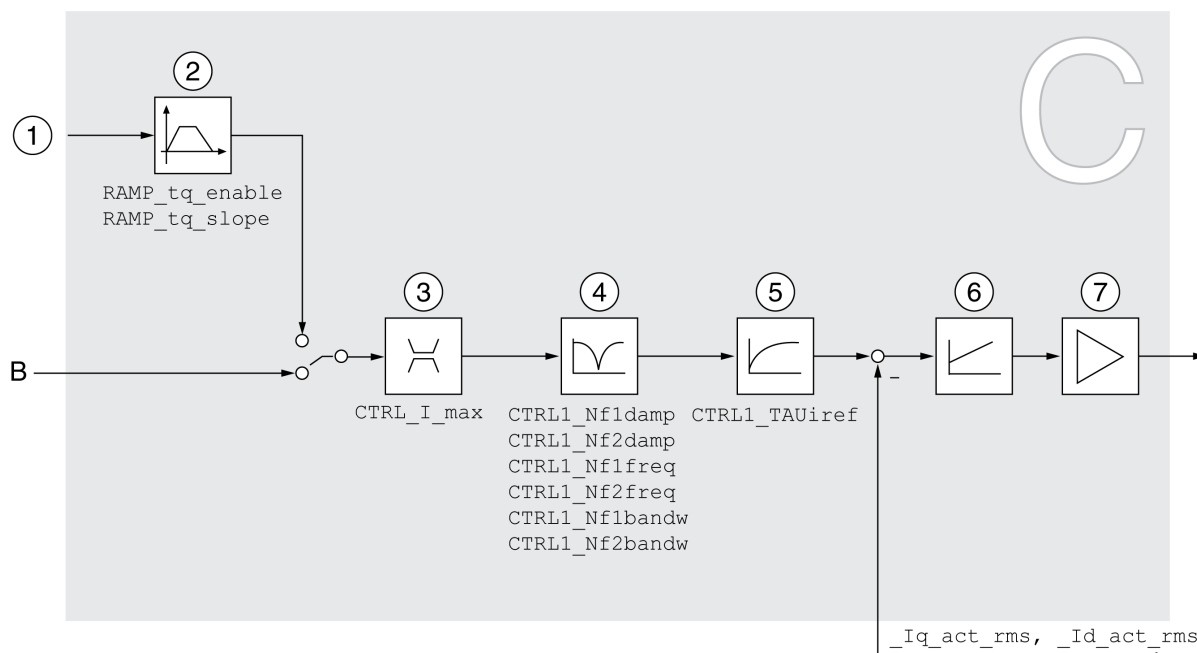 C
2
1
RAMP_tq_enable
RAMP_tq_slope
3
4
5
6
7
B
CTRL_I_max
CTRL1_Nf1damp
CTRL1_Nf2damp
CTRL1_Nf1freq
CTRL1_Nf2freq
CTRL1_Nf1bandw
CTRL1_Nf2bandw
CTRL1_TAUiref
–
_Iq_act_rms, _Id_act_rms